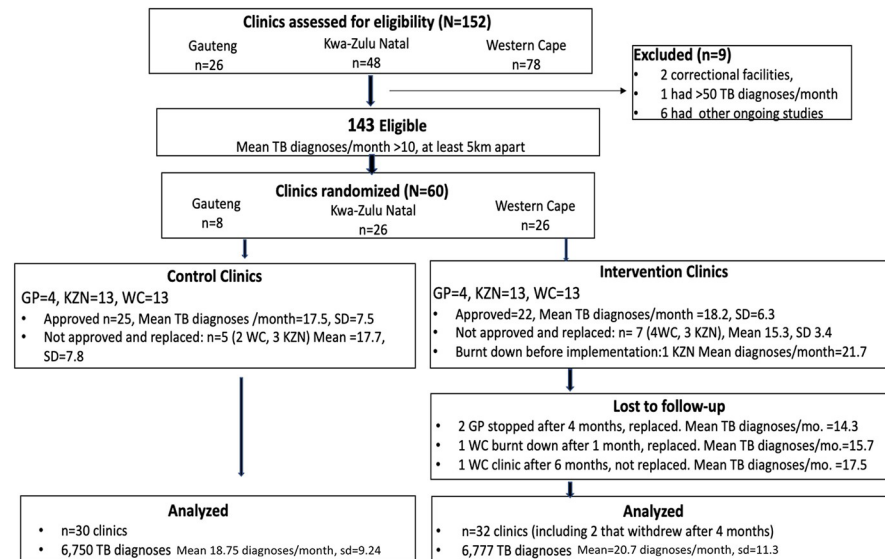 Clinics assessed for eligibility (N=152)
Gauteng
n=26
Kwa-Zulu Natal
n=48
Western Cape
n=78
Excluded (n=9)
• 2 correctional facilities,
• 1 had >50 TB diagnoses/month
• 6 had other ongoing studies
143 Eligible
Mean TB diagnoses/month >10, at least 5km apart
Clinics randomized (N=60)
Gauteng
n=8
Kwa-Zulu Natal
n=26
Western Cape
n=26
Control Clinics
GP=4, KZN=13, WC=13
• Approved n=25, Mean TB diagnoses /month=17.5, SD=7.5
• Not approved and replaced: n=5 (2 WC, 3 KZN) Mean =17.7,
SD=7.8
Intervention Clinics
GP=4, KZN=13, WC=13
• Approved=22, Mean TB diagnoses/month =18.2, SD=6.3
• Not approved and replaced: n= 7 (4WC, 3 KZN), Mean 15.3, SD 3.4
• Burnt down before implementation:1 KZN Mean diagnoses/month=21.7
Lost to follow-up
• 2 GP stopped after 4 months, replaced. Mean TB diagnoses/mo. =14.3
• 1 WC burnt down after 1 month, replaced. Mean TB diagnoses/mo.=15.7
• 1 WC clinic after 6 months, not replaced. Mean TB diagnoses/mo. =17.5
Analyzed
• n=30 clinics
• 6,750 TB diagnoses Mean 18.75 diagnoses/month, sd=9.24
Analyzed
• n=32 clinics (including 2 that withdrew after 4 months)
• 6,777 TB diagnoses Mean=20.7 diagnoses/month, sd=11.3